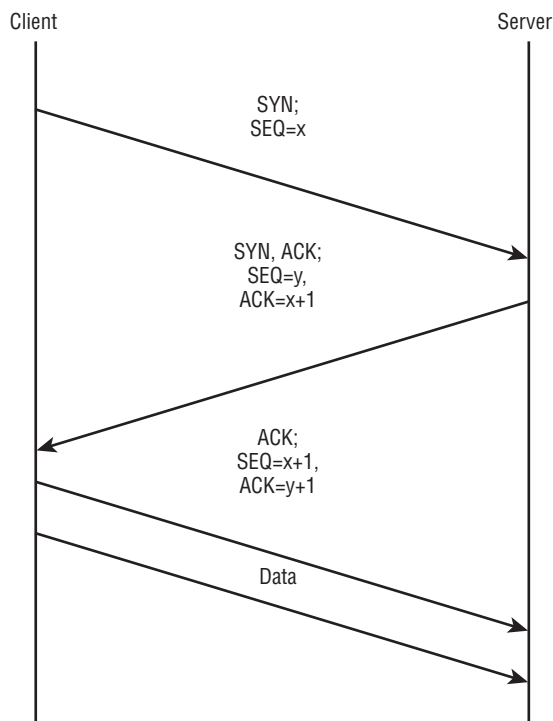 Client
Server
SYN;
SEQ=x
SYN, ACK;
SEQ=y,
ACK=x+1
ACK;
SEQ=x+1,
ACK=y+1
Data